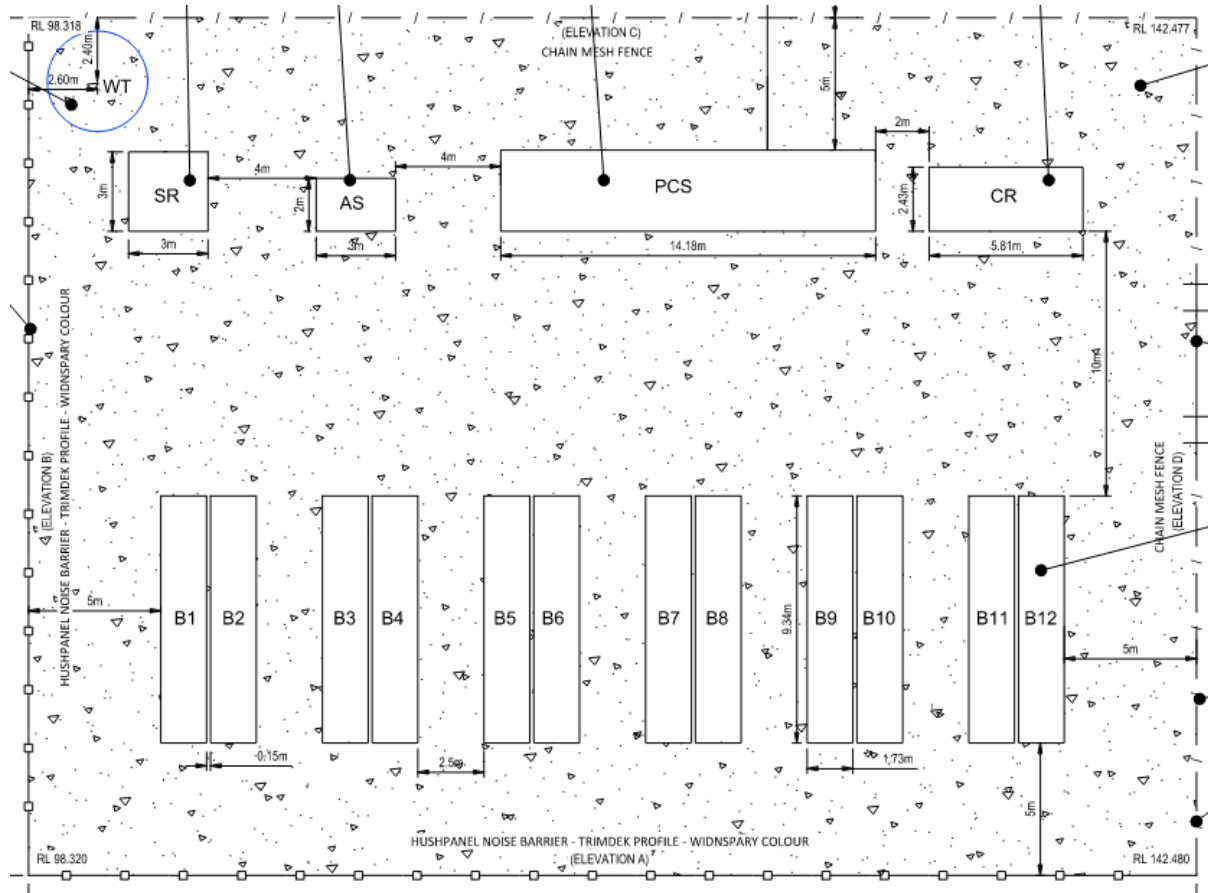 RL 98.318
(ELEVATION C)
CHAIN MESH FENCE
RL 142.477
2.40m
2.60m
WT
5m
2m
3m
SR
4m
2m
AS
4m
PCS
2.43m
CR
3m
3m
14.18m
5.81m
10m
HUSHPANEL NOISE BARRIER - TRIMDEK PROFILE - WIDNSPARY COLOUR
(ELEVATION B)
CHAIN MESH FENCE
(ELEVATION D)
5m
B1
B2
B3
B4
B5
B6
B7
B8
9.34m
B9
B10
B11
B12
5m
0.15m
2.5m
1.73m
5m
HUSHPANEL NOISE BARRIER - TRIMDEK PROFILE - WIDNSPARY COLOUR
(ELEVATION A)
RL 98.320
RL 142.480